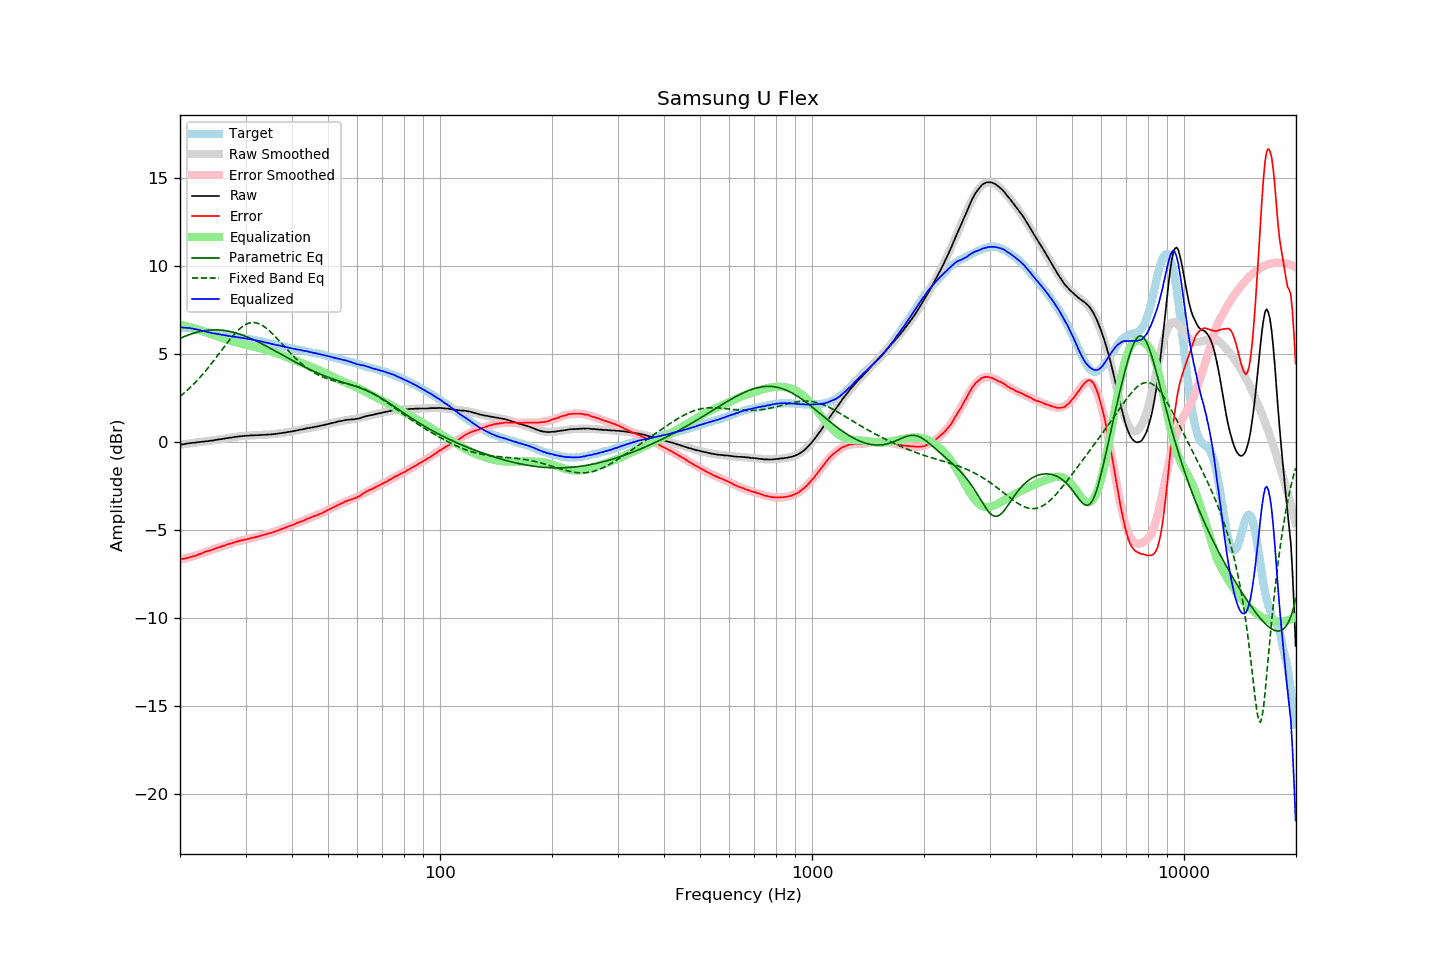 Samsung U Flex
Target
Raw Smoothed
Error Smoothed
Raw
Error
Equalization
Parametric Eq
Fixed Band Eq
Equalized
15
10
5
0
−5
−10
−15
−20
Amplitude (dBr)
100
1000
10000
Frequency (Hz)